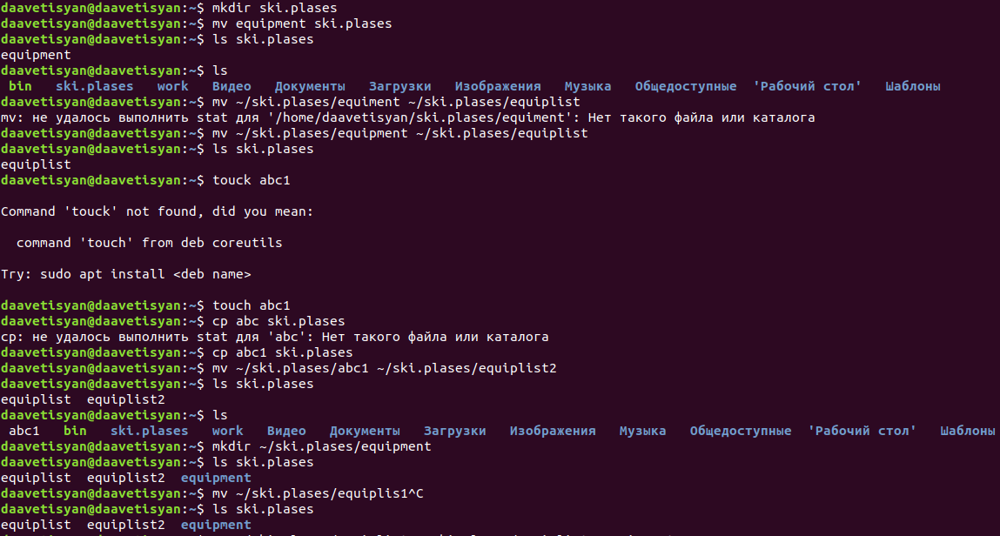 daavetisyan@daavetisyan:~$ mkdir ski.plases
daavetisyan@daavetisyan:~$ mv equipment ski.plases
daavetisyan@daavetisyan:~$ ls ski.plases
equipment
daavetisyan@daavetisyan:~$ ls
bin ski.plases work Видео Документы Загрузки Изображения Музыка Общедоступные 'Рабочий стол' Шаблоны
daavetisyan@daavetisyan:~$ mv ~/ski.plases/equiment ~/ski.plases/equiplist
mv: не удалось выполнить stat для '/home/daavetisyan/ski.plases/equiment': Нет такого файла или каталога
daavetisyan@daavetisyan:~$ mv ~/ski.plases/equipment ~/ski.plases/equiplist
daavetisyan@daavetisyan:~$ ls ski.plases
equiplist
daavetisyan@daavetisyan:~$ touck abc1
Command 'touck' not found, did you mean:
command 'touch' from deb coreutils
Try: sudo apt install <deb name>
daavetisyan@daavetisyan:~$ touch abc1
daavetisyan@daavetisyan:~$ cp abc ski.plases
cp: не удалось выполнить stat для 'abc': Нет такого файла или каталога
daavetisyan@daavetisyan:~$ cp abc1 ski.plases
daavetisyan@daavetisyan:~$ mv ~/ski.plases/abc1 ~/ski.plases/equiplist2
daavetisyan@daavetisyan:~$ ls ski.plases
equiplist equiplist2
daavetisyan@daavetisyan:~$ ls
abc1 bin ski.plases work Видео Документы Загрузки Изображения Музыка Общедоступные 'Рабочий стол' Шаблоны
daavetisyan@daavetisyan:~$ mkdir ~/ski.plases/equipment
daavetisyan@daavetisyan:~$ ls ski.plases
equiplist equiplist2 equipment
daavetisyan@daavetisyan:~$ mv ~/ski.plases/equiplis1^C
daavetisyan@daavetisyan:~$ ls ski.plases
equiplist equiplist2 equipment